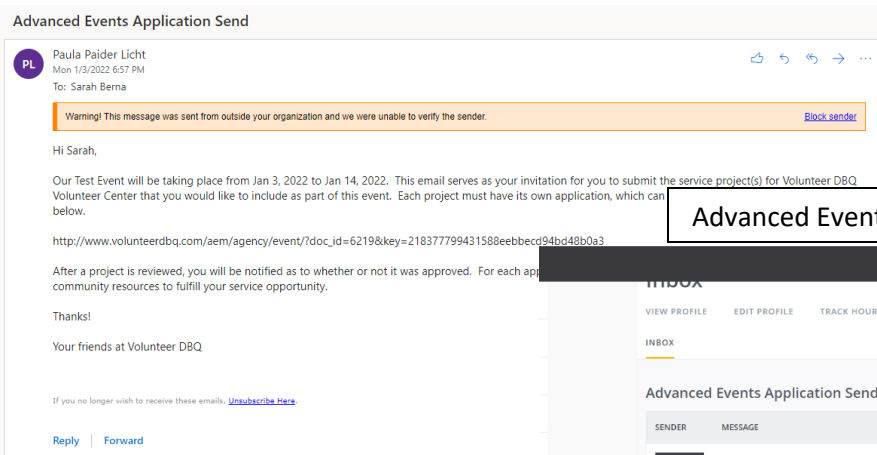 Advanced Events Application Send
PL
Paula Paider Licht
Mon 1/3/2022 6:57 PM
To: Sarah Berna
Warning! This message was sent from outside your organization and we were unable to verify the sender.
Block sender
Hi Sarah,
Our Test Event will be taking place from Jan 3, 2022 to Jan 14, 2022. This email serves as your invitation for you to submit the service project(s) for Volunteer DBQ
Volunteer Center that you would like to include as part of this event. Each project must have its own application, which can
below.
http://www.volunteerdbq.com/aem/agency/event/?doc_id=6219&key=218377799431588eebbecd94bd48b0a3
After a project is reviewed, you will be notified as to whether or not it was approved. For each app
community resources to fulfill your service opportunity.
Thanks!
Your friends at Volunteer DBQ
If you no longer wish to receive these emails, Unsubscribe Here.
Reply Forward
Advanced Event
Inbox
VIEW PROFILE EDIT PROFILE TRACK HOUR
INBOX
Advanced Events Application Send
SENDER MESSAGE